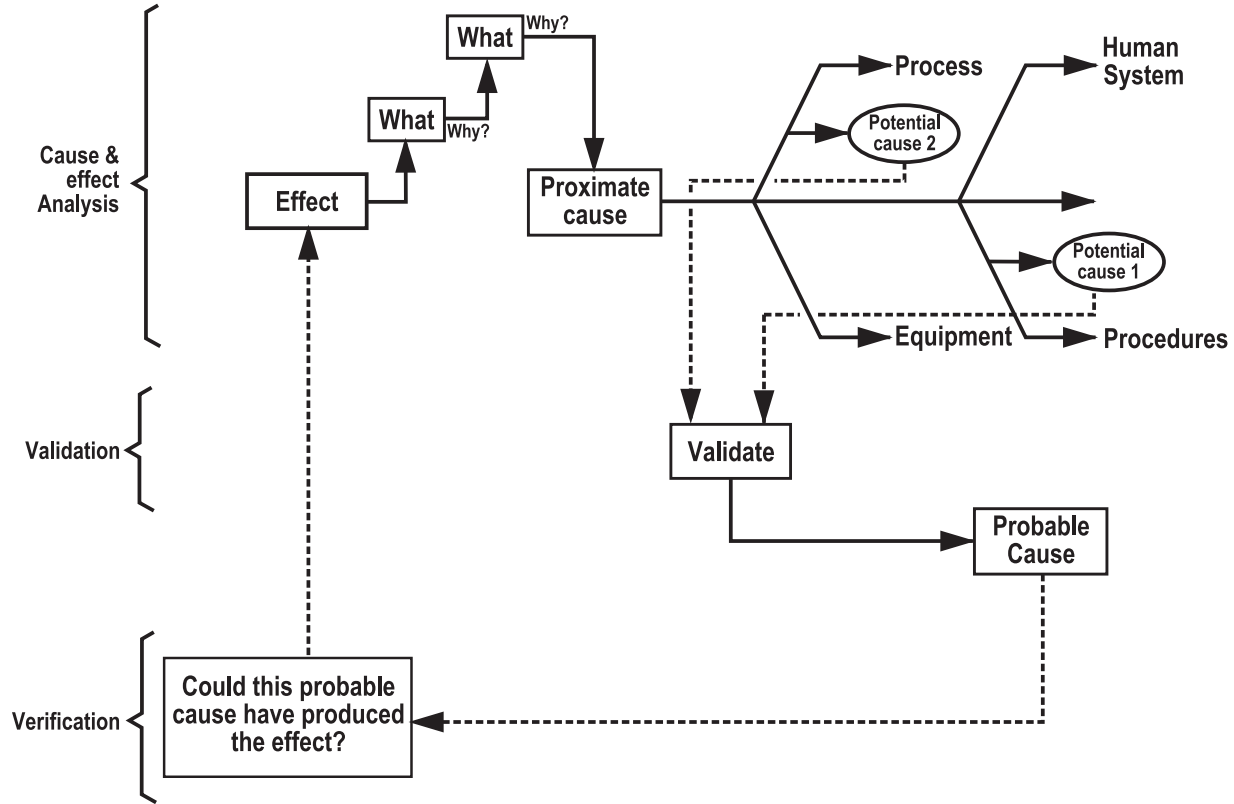 Cause &
effect
Analysis
Effect
What
Why?
What
Why?
Proximate
cause
Process
Potential
cause 2
Human
System
Potential
cause 1
Equipment
Procedures
Validation
Validate
Probable
Cause
Verification
Could this probable
cause have produced
the effect?